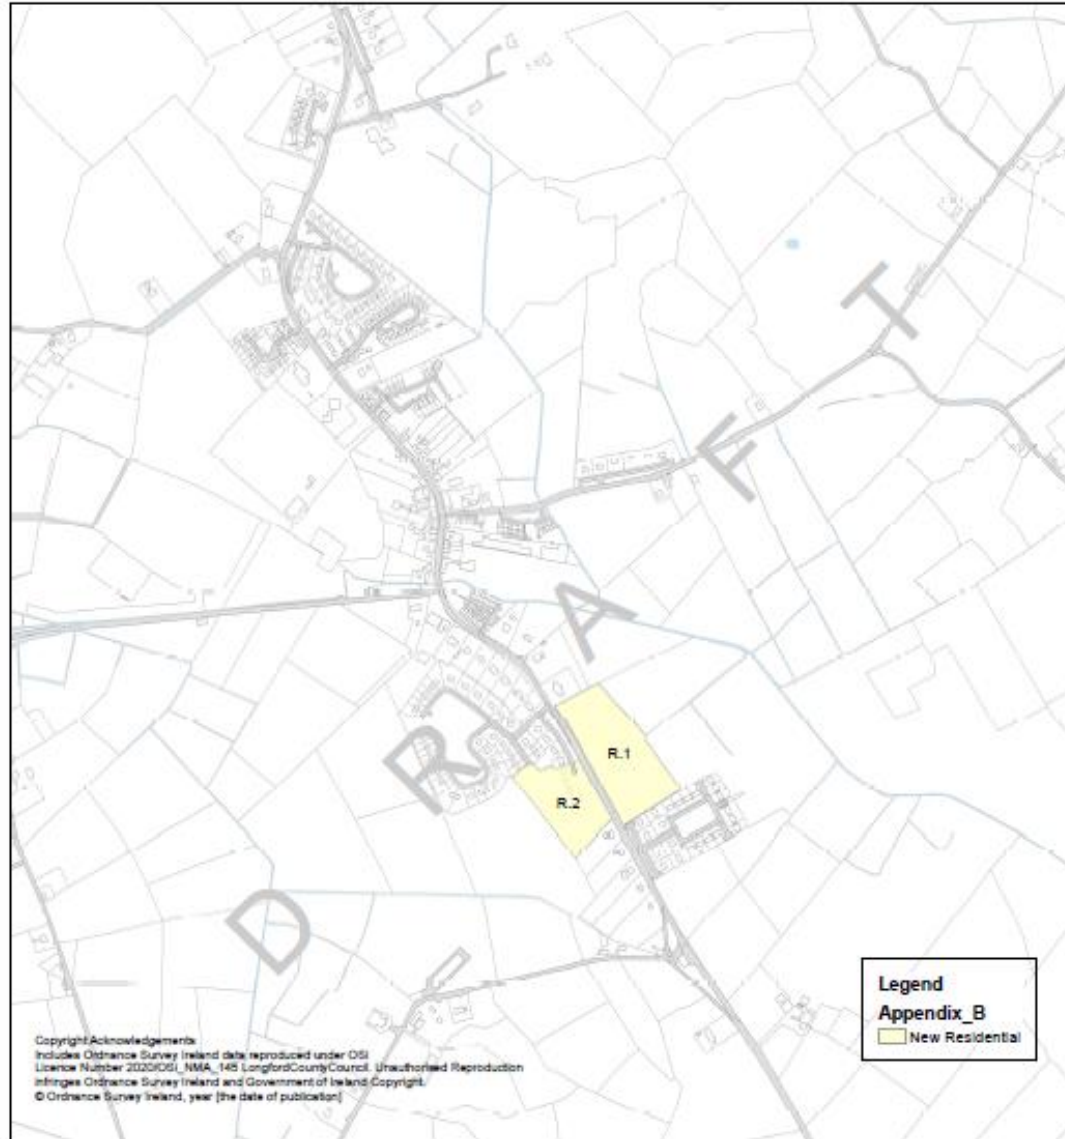 DRAFT
R.1
R.2
Legend
Appendix_B
New Residential
Copyright Acknowledgements
Includes Ordnance Survey Ireland data reproduced under OSi
Licence Number 2020/OSi_NMA_145 LongfordCountyCouncil. Unauthorised Reproduction
infringes Ordnance Survey Ireland and Government of Ireland Copyright.
© Ordnance Survey Ireland, year [the date of publication]